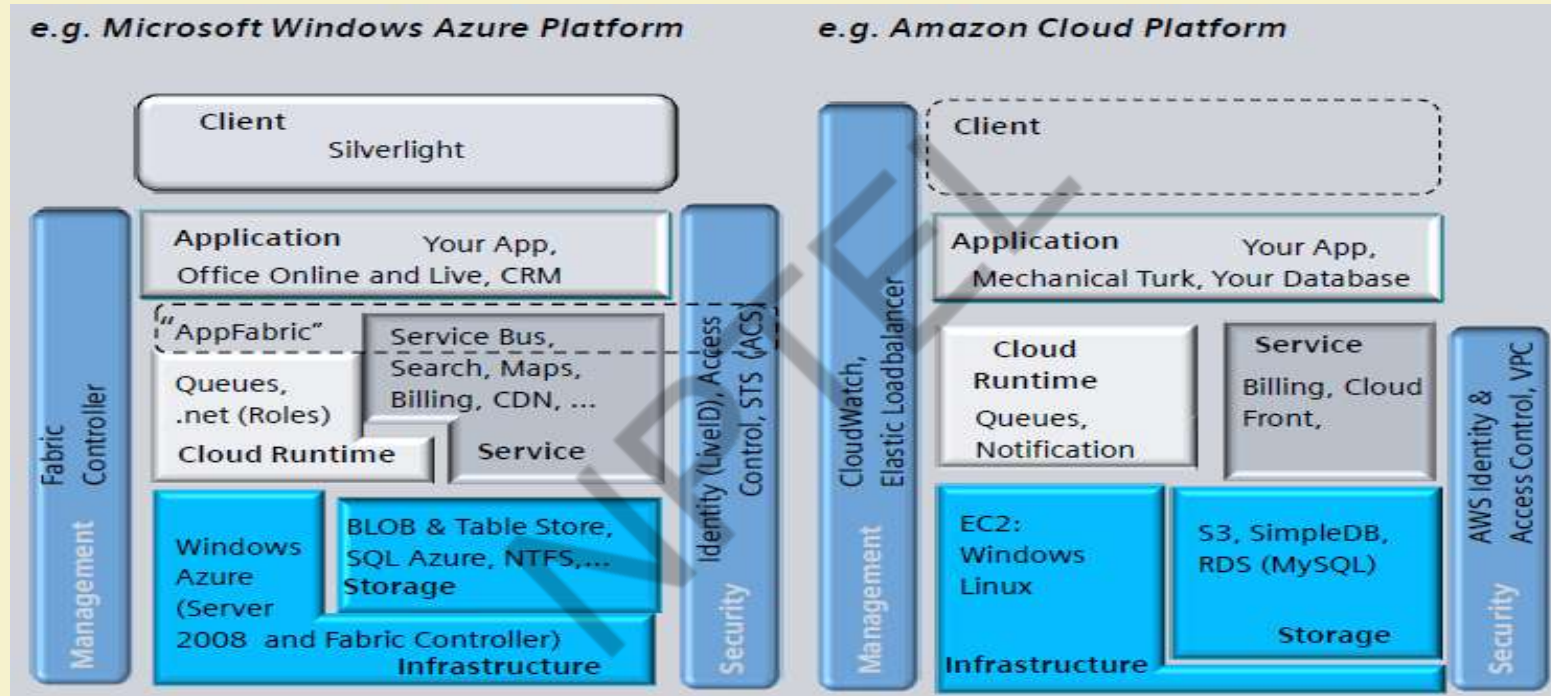 e.g. Microsoft Windows Azure Platform
Client
Silverlight
Fabric
Controller
Management
Application Your App,
Office Online and Live, CRM
“AppFabric”
Queues,
.net (Roles)
Cloud Runtime
Service Bus,
Search, Maps,
Billing, CDN, ...
Service
Windows
Azure
(Server
2008 and Fabric Controller)
Infrastructure
BLOB & Table Store,
SQL Azure, NTFS,...
Storage
Identity (LiveID), Access
Control, STS (ACS)
Security
e.g. Amazon Cloud Platform
CloudWatch,
Elastic Loadbalancer
Management
Client
Application Your App,
Mechanical Turk, Your Database
Cloud
Runtime
Queues,
Notification
Service
Billing, Cloud
Front,
EC2:
Windows
Linux
Infrastructure
S3, SimpleDB,
RDS (MySQL)
Storage
AWS Identity &
Access Control, VPC
Security
NPTEL